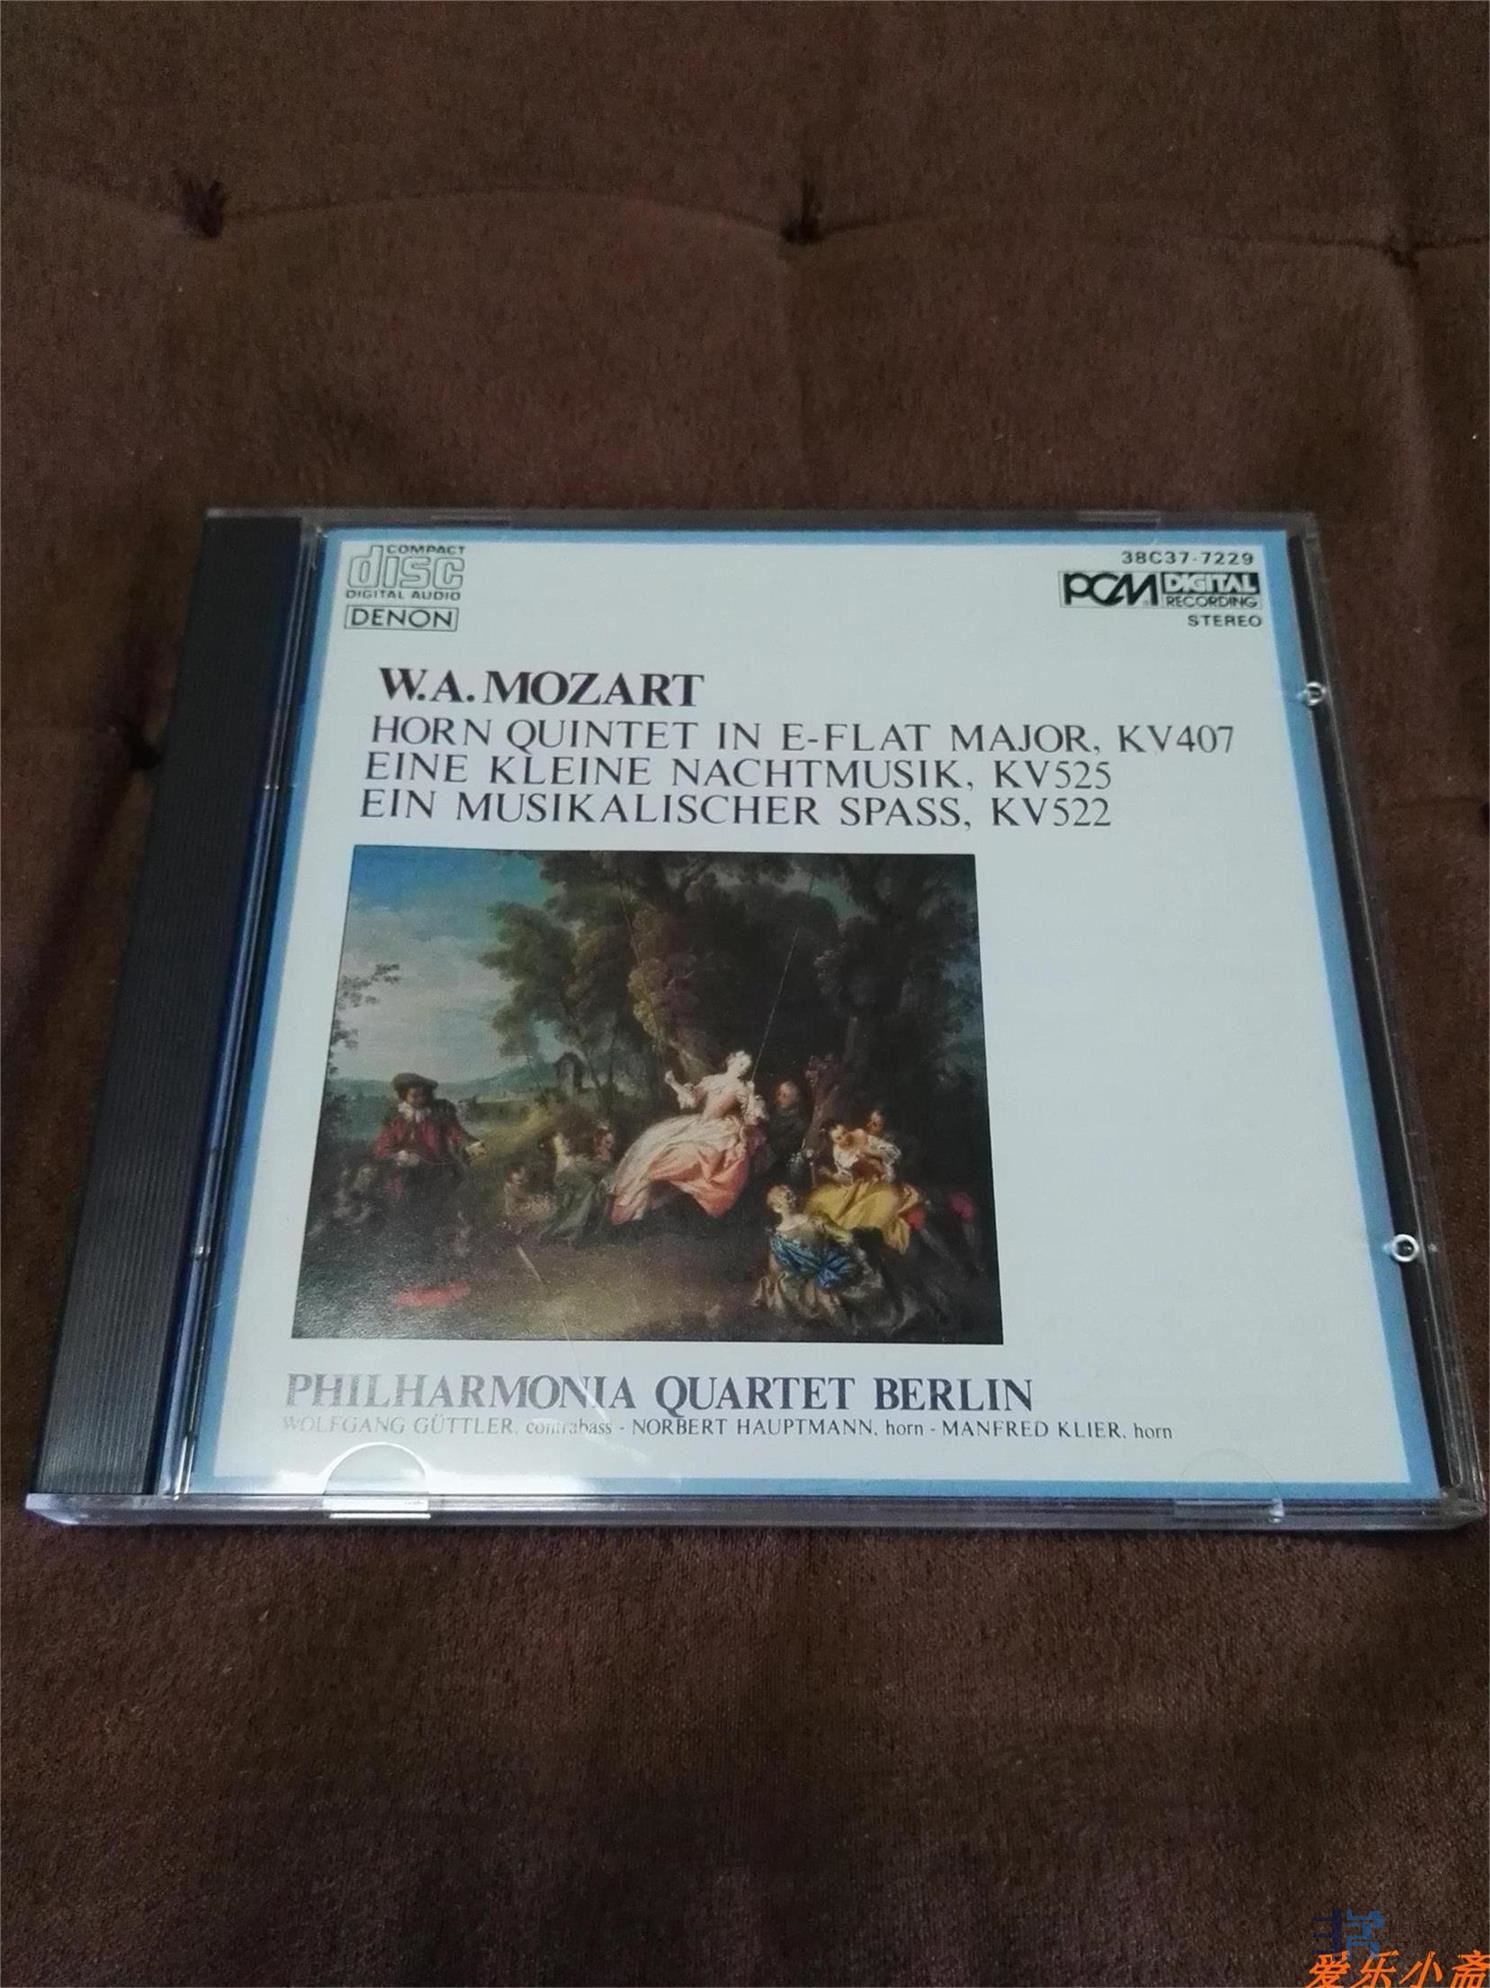 COMPACT
disc
DIGITAL AUDIO
DENON
38C37-7229
PCM DIGITAL
RECORDING
STEREO
W.A. MOZART
HORN QUINTET IN E-FLAT MAJOR, KV407
EINE KLEINE NACHTMUSIK, KV525
EIN MUSIKALISCHER SPASS, KV522
PHILHARMONIA QUARTET BERLIN
WOLFGANG GÜTTLER, contrabass - NORBERT HAUPTMANN, horn - MANFRED KLIER, horn
爱乐小斋